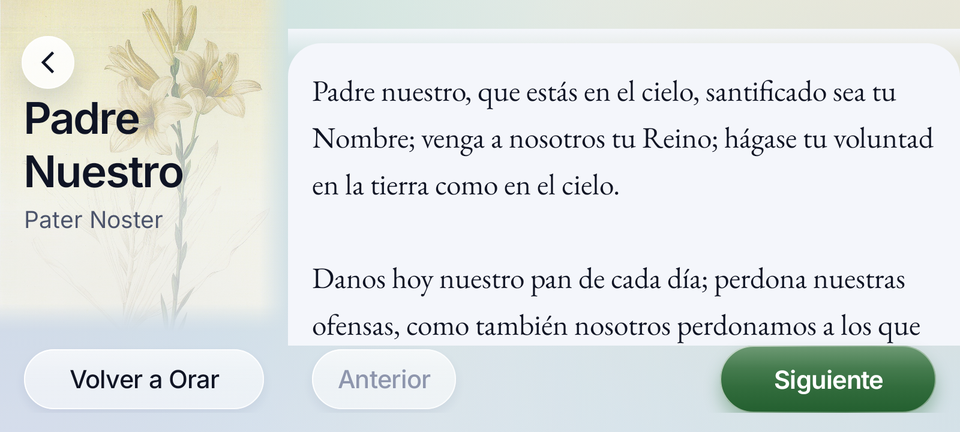 Padre
Nuestro
Pater Noster
Padre nuestro, que estás en el cielo, santificado sea tu
Nombre; venga a nosotros tu Reino; hágase tu voluntad
en la tierra como en el cielo.
Danos hoy nuestro pan de cada día; perdona nuestras
ofensas, como también nosotros perdonamos a los que
Volver a Orar
Anterior
Siguiente